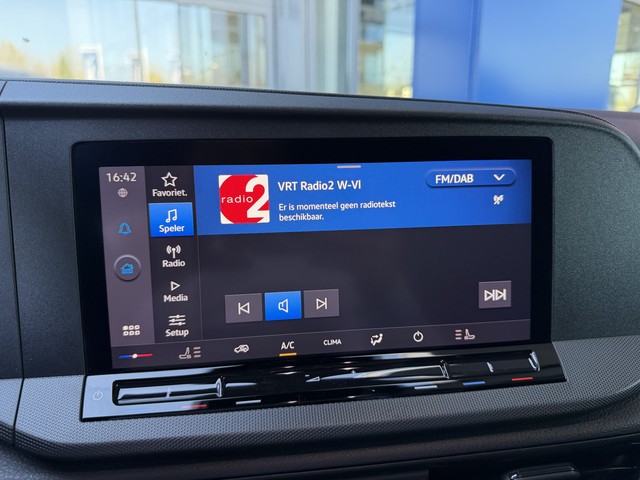 16:42
Favoriet.
Speler
Radio
Media
Setup
radio 2
VRT Radio2 W-Vl
Er is momenteel geen radiotekst
beschikbaar.
FM/DAB
A/C
CLIMA